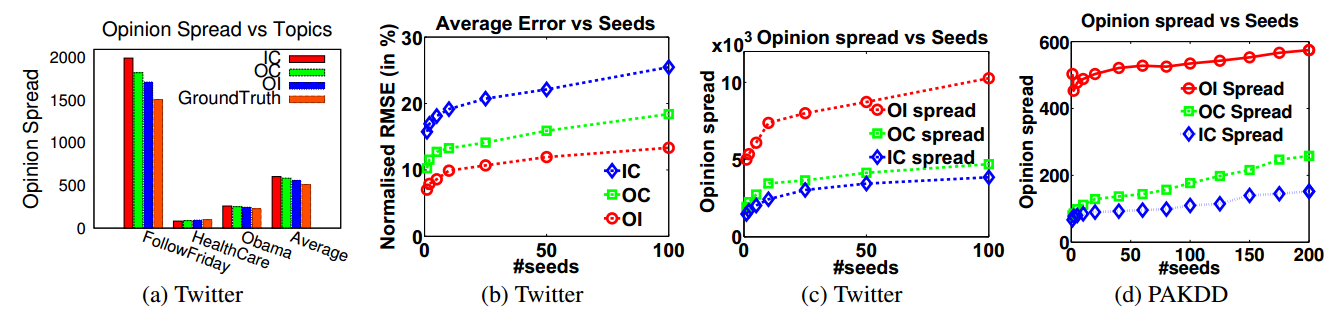 Opinion Spread vs Topics
Opinion Spread
2000
1500
1000
500
0
IC
OC
OI
GroundTruth
FollowFriday
HealthCare
Obama
Average
(a) Twitter
Average Error vs Seeds
Normalised RMSE (in %)
30
20
10
0
IC
OC
OI
0
50
100
#seeds
(b) Twitter
x10³ Opinion spread vs Seeds
Opinion spread
10
5
0
OI spread
OC spread
IC spread
0
50
100
#seeds
(c) Twitter
Opinion spread vs Seeds
Opinion spread
600
400
200
0
OI Spread
OC Spread
IC Spread
0
50
100
150
200
#seeds
(d) PAKDD